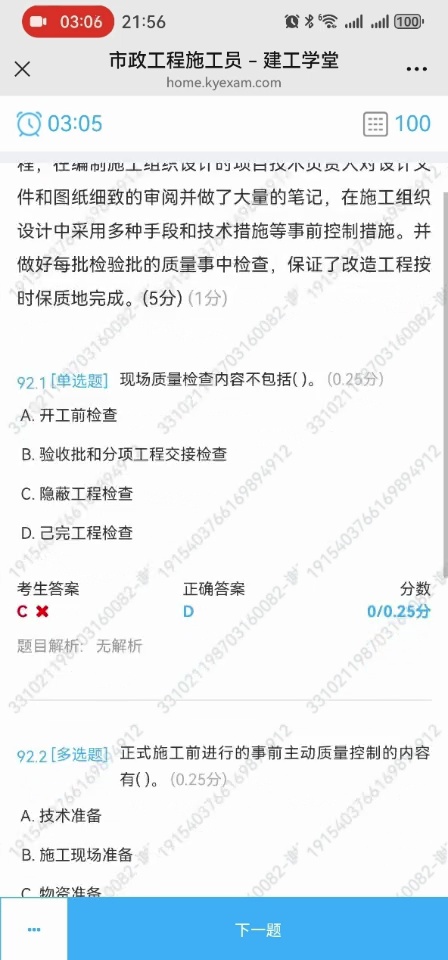 03:06 21:56 6 100
市政工程施工员 – 建工学堂
home.kyexam.com
03:05 100
程，在编制施工组织设计的项目技术负责人对设计文
件和图纸细致的审阅并做了大量的笔记，在施工组织
设计中采用多种手段和技术措施等事前控制措施。并
做好每批检验批的质量事中检查，保证了改造工程按
时保质地完成。(5分) (1分)
92.1 [单选题] 现场质量检查内容不包括( )。 (0.25分)
A. 开工前检查
B. 验收批和分项工程交接检查
C. 隐蔽工程检查
D. 己完工程检查
考生答案 正确答案 分数
C ✖ D 0/0.25分
题目解析: 无解析
92.2 [多选题] 正式施工前进行的事前主动质量控制的内容
有( )。 (0.25分)
A. 技术准备
B. 施工现场准备
C. 物资准备
下一题